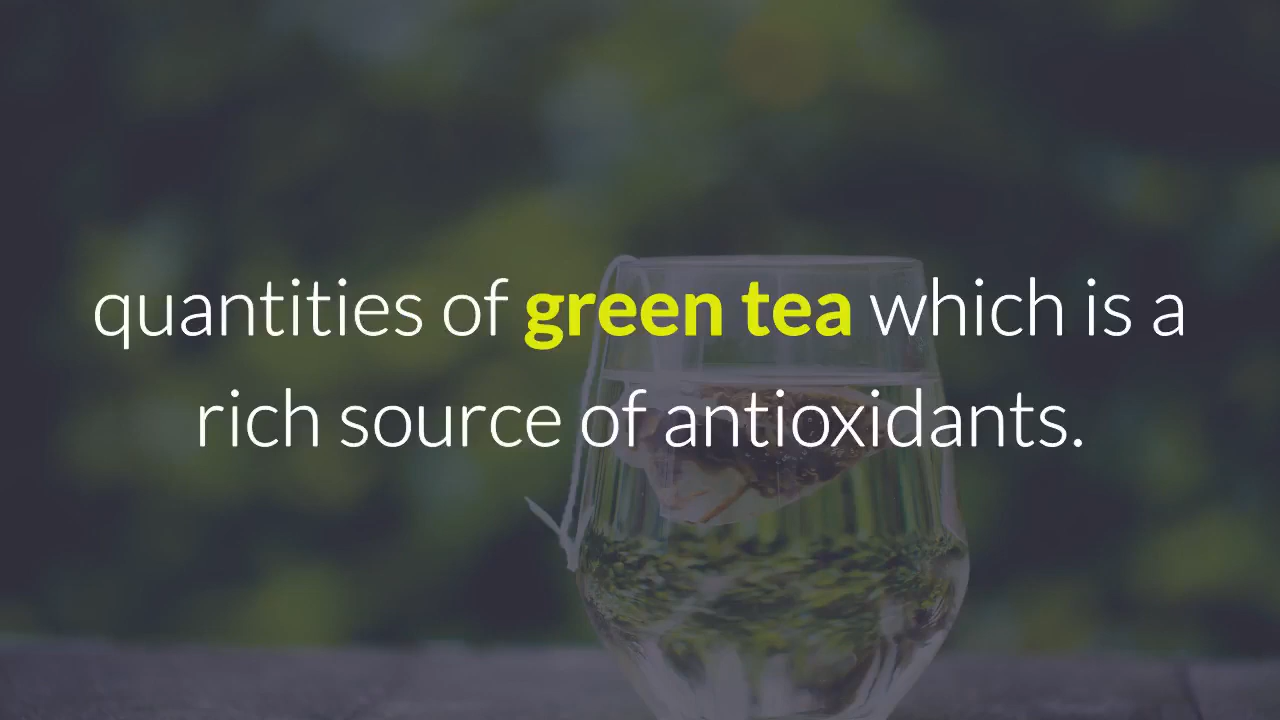 quantities of green tea which is a
rich source of antioxidants.